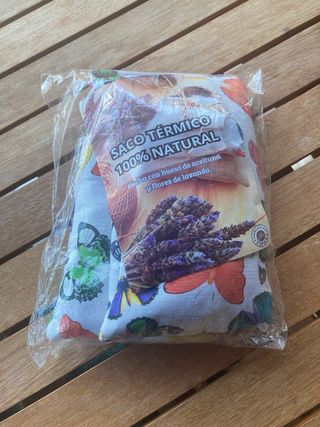 SACO TÉRMICO
100% NATURAL
Hecho con hueso de aceituna
y flores de lavanda.